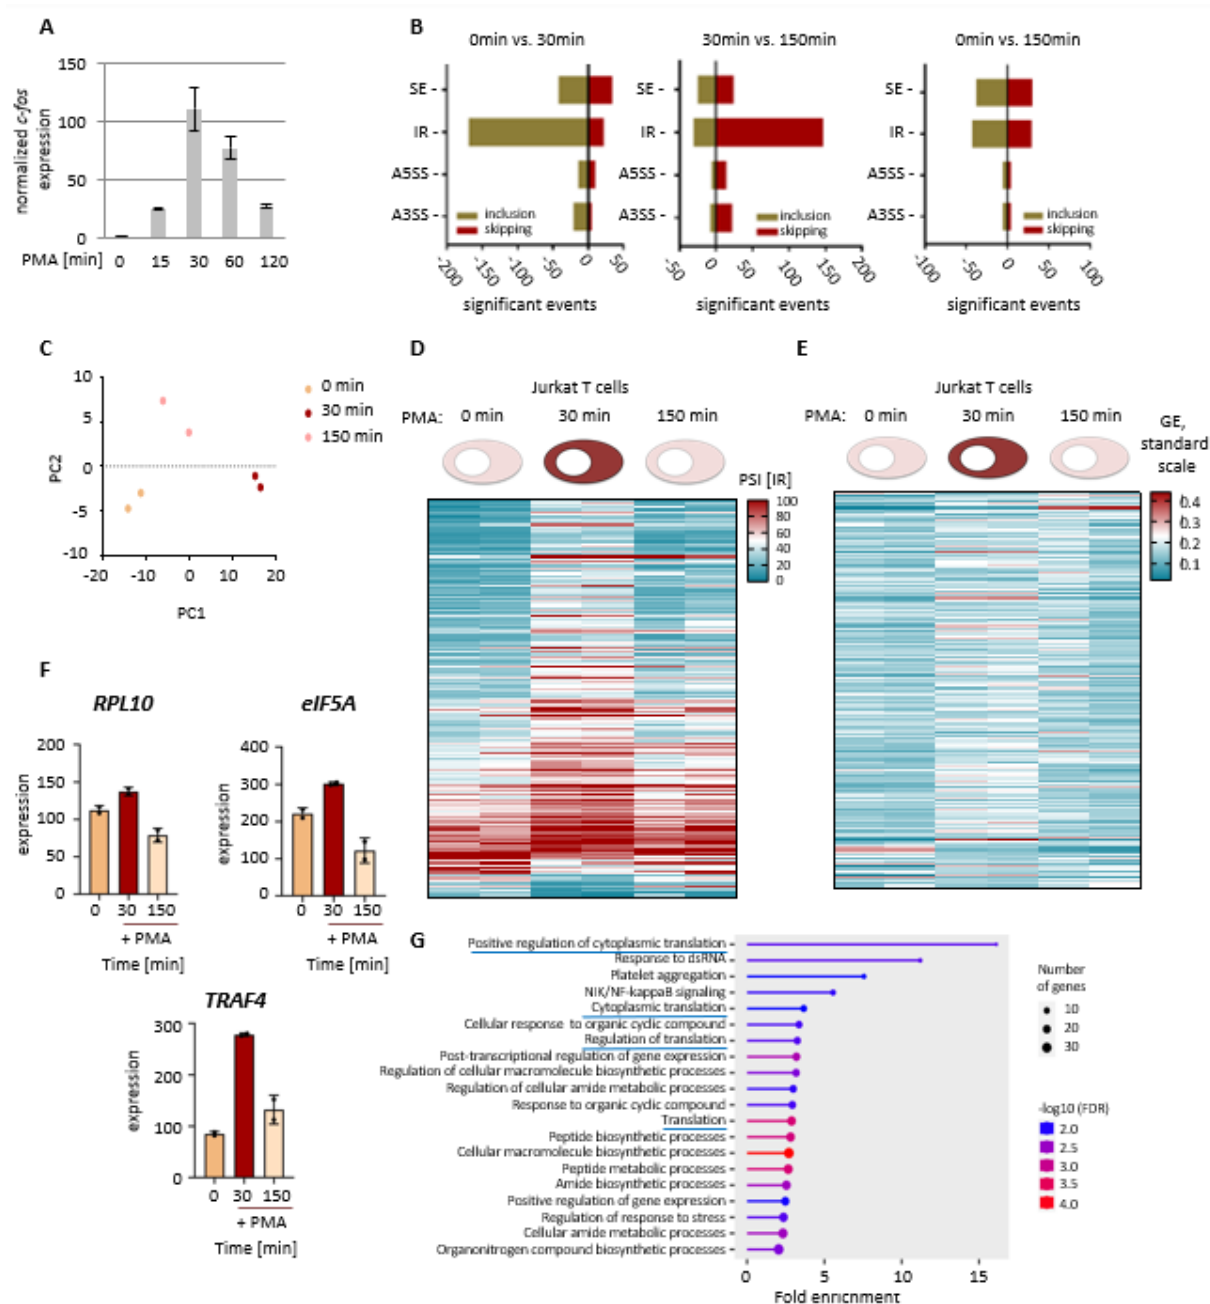 A
normalized c-fos
expression
150
100
50
0
PMA [min] 0 15 30 60 120
B
0min vs. 30min
SE -
IR -
A5SS -
A3SS -
inclusion
skipping
-200 -150 -100 -50 0 50
significant events
30min vs. 150min
SE -
IR -
A5SS -
A3SS -
inclusion
skipping
-50 0 50 100 150 200
significant events
0min vs. 150min
SE -
IR -
A5SS -
A3SS -
inclusion
skipping
-100 -50 0 50 100
significant events
C
PC2
10
5
0
-5
-10
-20 -10 0 10 20
PC1
0 min
30 min
150 min
D
Jurkat T cells
PMA: 0 min 30 min 150 min
PSI [IR]
100
80
60
40
20
0
E
Jurkat T cells
PMA: 0 min 30 min 150 min
GE,
standard
scale
0.4
0.3
0.2
0.1
F
RPL10
expression
200
150
100
50
0
0 30 150
+ PMA
Time [min]
eIF5A
expression
400
300
200
100
0
0 30 150
+ PMA
Time [min]
TRAF4
expression
300
200
100
0
0 30 150
+ PMA
Time [min]
G
Positive regulation of cytoplasmic translation
Response to dsRNA
Platelet aggregation
NIK/NF-kappaB signaling
Cytoplasmic translation
Cellular response to organic cyclic compound
Regulation of translation
Post-transcriptional regulation of gene expression
Regulation of cellular macromolecule biosynthetic processes
Regulation of cellular amide metabolic processes
Response to organic cyclic compound
Translation
Peptide biosynthetic processes
Cellular macromolecule biosynthetic processes
Peptide metabolic processes
Amide biosynthetic processes
Positive regulation of gene expression
Regulation of response to stress
Cellular amide metabolic processes
Organonitrogen compound biosynthetic processes
0 5 10 15
Fold enrichment
Number
of genes
10
20
30
-log10 (FDR)
2.0
2.5
3.0
3.5
4.0